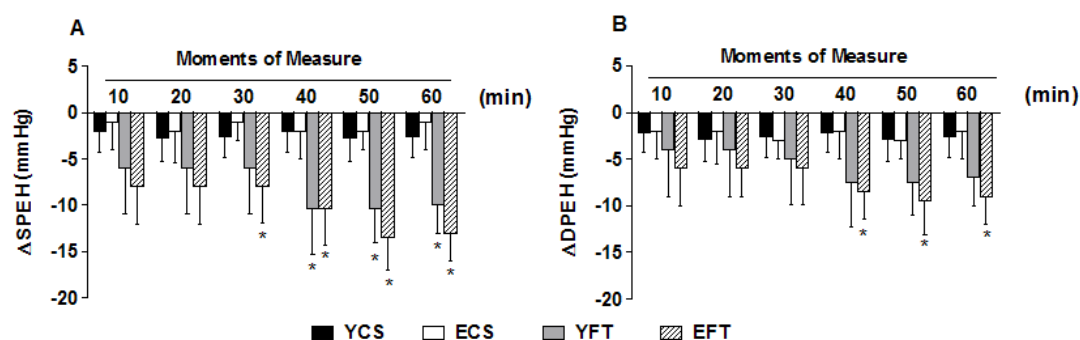 A
Moments of Measure
5
10 20 30 40 50 60 (min)
0
-5
-10
-15
-20
ΔSPEH (mmHg)
* * * * * * *
B
Moments of Measure
5
10 20 30 40 50 60 (min)
0
-5
-10
-15
-20
ΔDPEH (mmHg)
* * *
YCS ECS YFT EFT